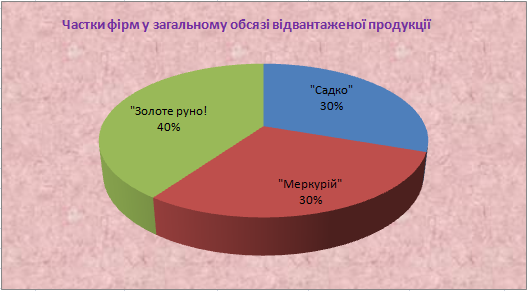 Частки фірм у загальному обсязі відвантаженої продукції
"Садко"
30%
"Золоте руно!
40%
"Меркурій"
30%